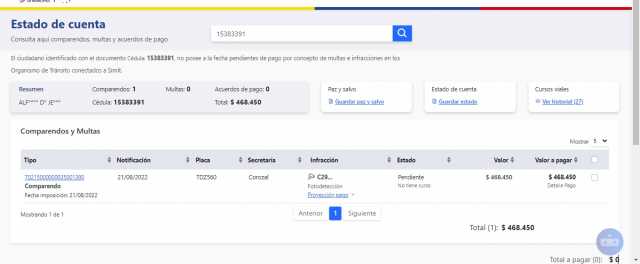 Estado de cuenta
Consulta aquí comparendos, multas y acuerdos de pago
15383391
El ciudadano identificado con el documento Cédula 15383391, no posee a la fecha pendientes de pago por concepto de multas e infracciones en los
Organismo de Tránsito conectados a Simit.
Resumen Comparendos: 1 Multas: 0 Acuerdos de pago: 0
ALF**** D* JE*** Cédula: 15383391 Total: $ 468.450
Paz y salvo
Guardar paz y salvo
Estado de cuenta
Guardar estado
Cursos viales
Ver historial (27)
Comparendos y Multas
Mostrar 5
Tipo Notificación Placa Secretaría Infracción Estado Valor Valor a pagar
21/08/2022 TDZ560 Corozal C29... Pendiente $ 468.450 $ 468.450
Comparendo Fotodetección No tiene curso Detalle Pago
Fecha imposición: 21/08/2022 Proyección pago
Mostrando 1 de 1 Anterior 1 Siguiente
Total (1): $ 468.450
Total a pagar (0): $ 0